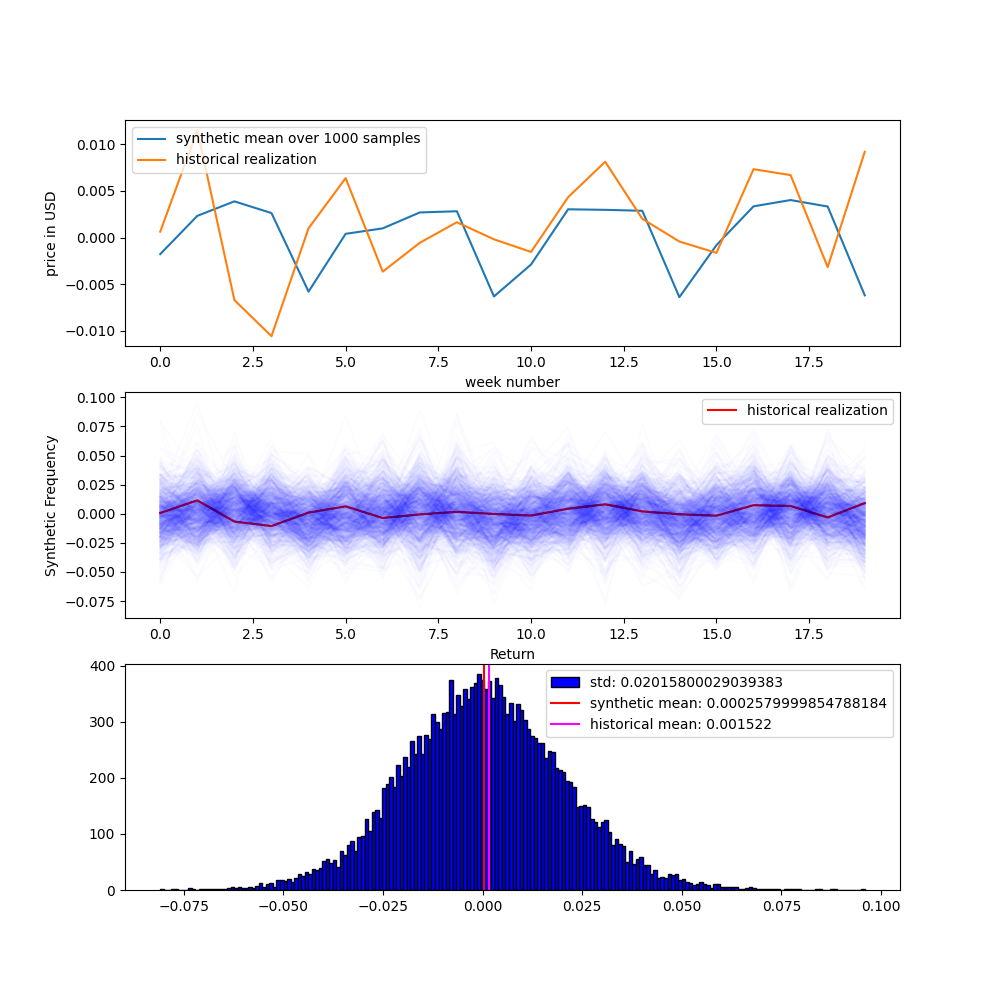 synthetic mean over 1000 samples
historical realization
price in USD
0.010
0.005
0.000
−0.005
−0.010
0.0 2.5 5.0 7.5 10.0 12.5 15.0 17.5
week number
historical realization
Synthetic Frequency
0.100
0.075
0.050
0.025
0.000
−0.025
−0.050
−0.075
0.0 2.5 5.0 7.5 10.0 12.5 15.0 17.5
Return
std: 0.02015800029039383
synthetic mean: 0.0002579999854788184
historical mean: 0.001522
400
300
200
100
0
−0.075 −0.050 −0.025 0.000 0.025 0.050 0.075 0.100